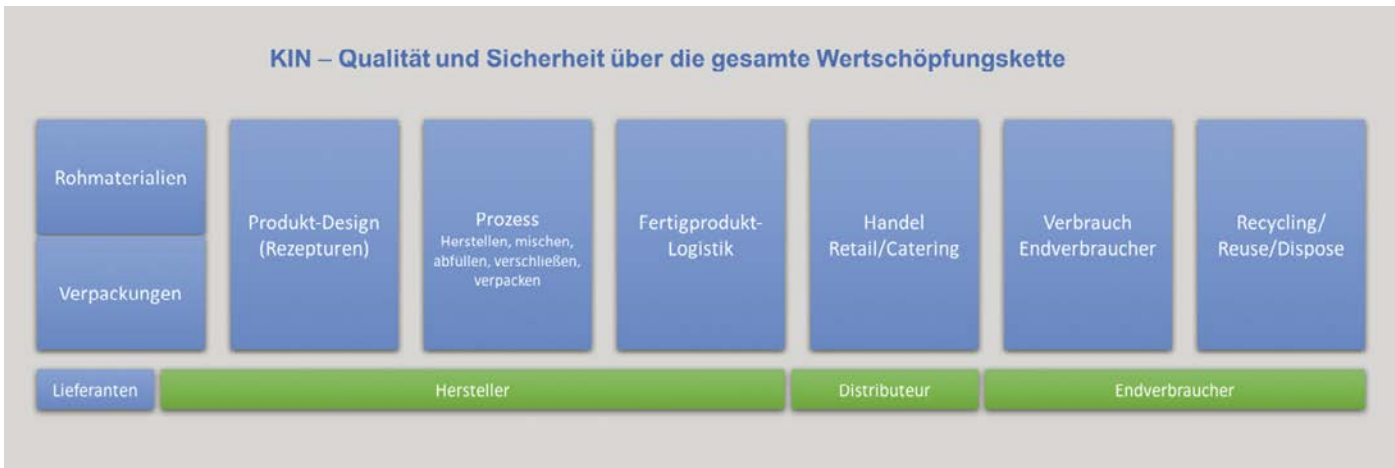 KIN – Qualität und Sicherheit über die gesamte Wertschöpfungskette
Rohmaterialien
Verpackungen
Produkt-Design
(Rezepturen)
Prozess
Herstellen, mischen,
abfüllen, verschließen,
verpacken
Fertigprodukt-
Logistik
Handel
Retail/Catering
Verbrauch
Endverbraucher
Recycling/
Reuse/Dispose
Lieferanten
Hersteller
Distributeur
Endverbraucher